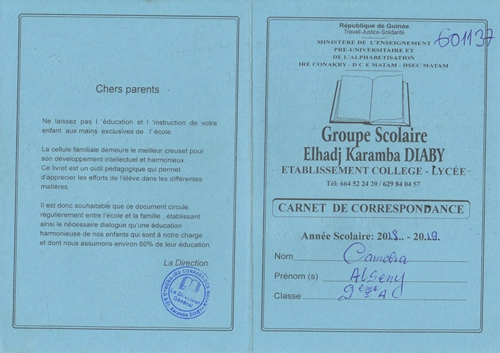 Chers parents
Ne laissez pas l 'éducation et l 'instruction de votre
enfant aux mains exclusives de l' école
La cellule familiale demeure le meilleur creuset pour
son développement intellectuel et harmonieux.
Ce livret est un outil pédagogique qui permet
d'apprécier les efforts de l'élève dans les différentes
matières.
Il est donc souhaitable que ce document circule
régulièrement entre l'école et la famille , établissant
ainsi le nécessaire dialogue qu'une éducation
harmonieuse de nos enfants qui sont à notre charge
et dont nous assumons environ 60% de leur éducation.
La Direction
Le Directeur
Général
République de Guinée
Travail-Justice-Solidarité
601137
MINISTERE DE L'ENSEIGNEMENT
PRE-UNIVERSITAIRE ET
DE L'ALPHABETISATION
IRE CONAKRY - D C E MATAM - DSEC MATAM
Groupe Scolaire
Elhadj Karamba DIABY
ETABLISSEMENT COLLEGE - LYCÉE
Tél: 664 52 24 20 / 629 84 04 57
CARNET DE CORRESPONDANCE
Année Scolaire: 2018.. - 2019
Nom Camara
Prénom (s) Alseny
Classe 9ème A